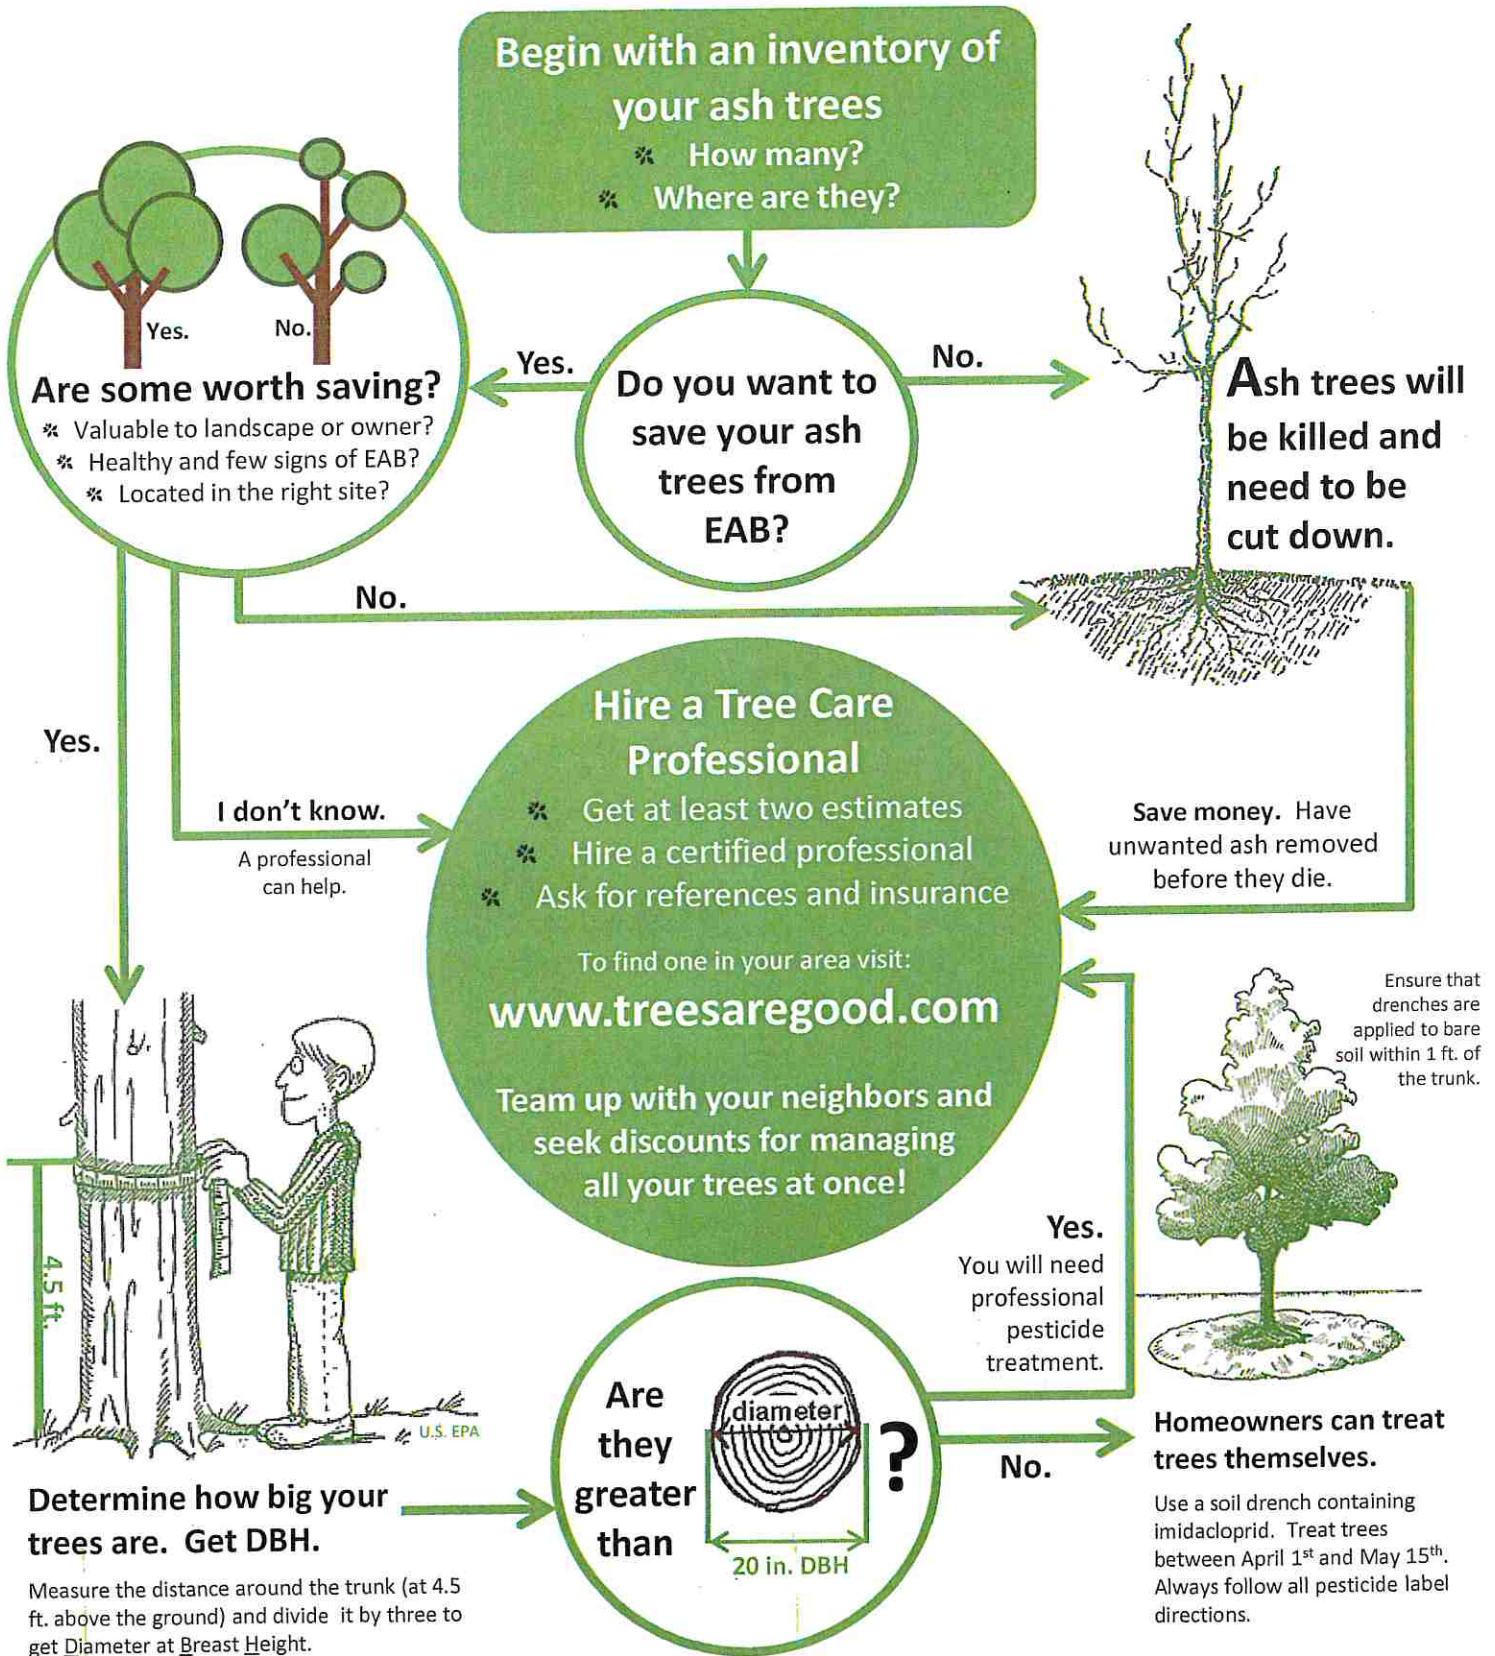 Begin with an inventory of
your ash trees
How many?
Where are they?
Yes.
No.
Are some worth saving?
Valuable to landscape or owner?
Healthy and few signs of EAB?
Located in the right site?
Yes.
Do you want to
save your ash
trees from
EAB?
No.
Ash trees will
be killed and
need to be
cut down.
No.
Yes.
I don't know.
A professional
can help.
Hire a Tree Care
Professional
Get at least two estimates
Hire a certified professional
Ask for references and insurance
To find one in your area visit:
www.treesaregood.com
Team up with your neighbors and
seek discounts for managing
all your trees at once!
Save money. Have
unwanted ash removed
before they die.
Ensure that
drenches are
applied to bare
soil within 1 ft. of
the trunk.
4.5 ft.
U.S. EPA
Determine how big your
trees are. Get DBH.
Measure the distance around the trunk (at 4.5
ft. above the ground) and divide it by three to
get Diameter at Breast Height.
Are
they
greater
than
diameter
?
20 in. DBH
Yes.
You will need
professional
pesticide
treatment.
No.
Homeowners can treat
trees themselves.
Use a soil drench containing
imidacloprid. Treat trees
between April 1st and May 15th.
Always follow all pesticide label
directions.